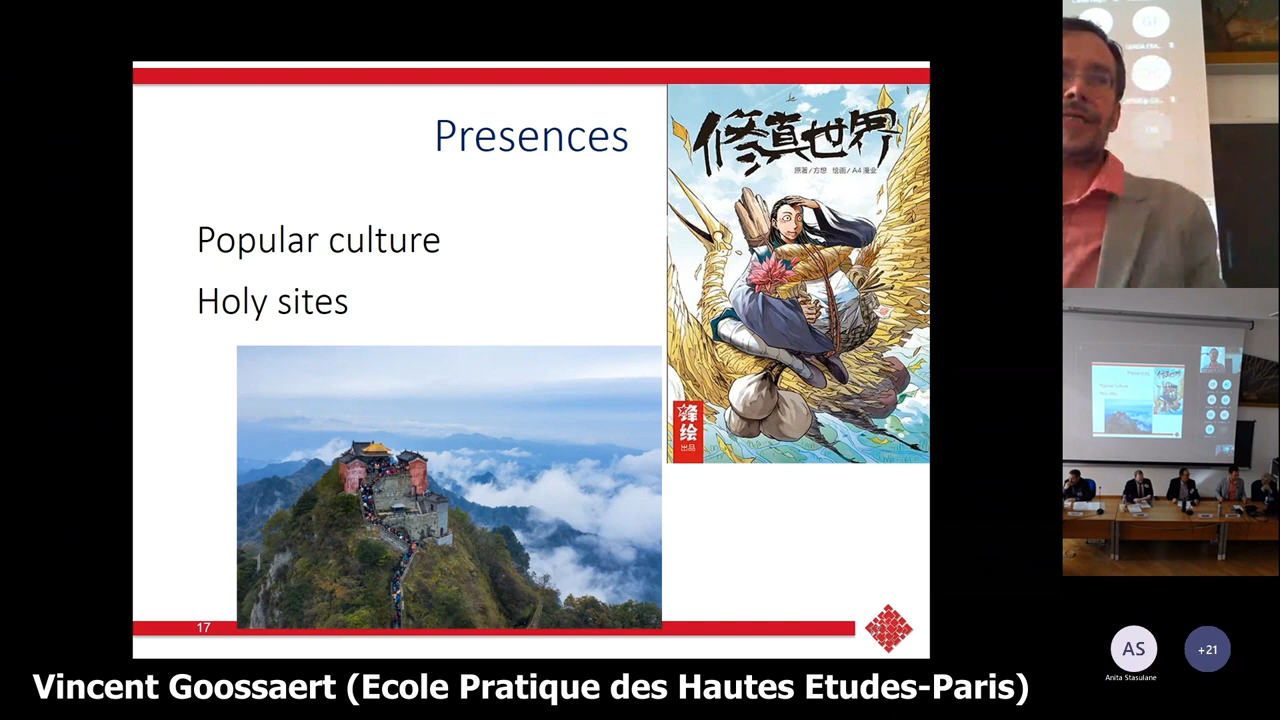 Presences
Popular culture
Holy sites
修真世界
原著/方想 绘画/A4漫业
锋绘
出品
17
AS
+21
Anita Stasulane
Vincent Goossaert (Ecole Pratique des Hautes Etudes-Paris)